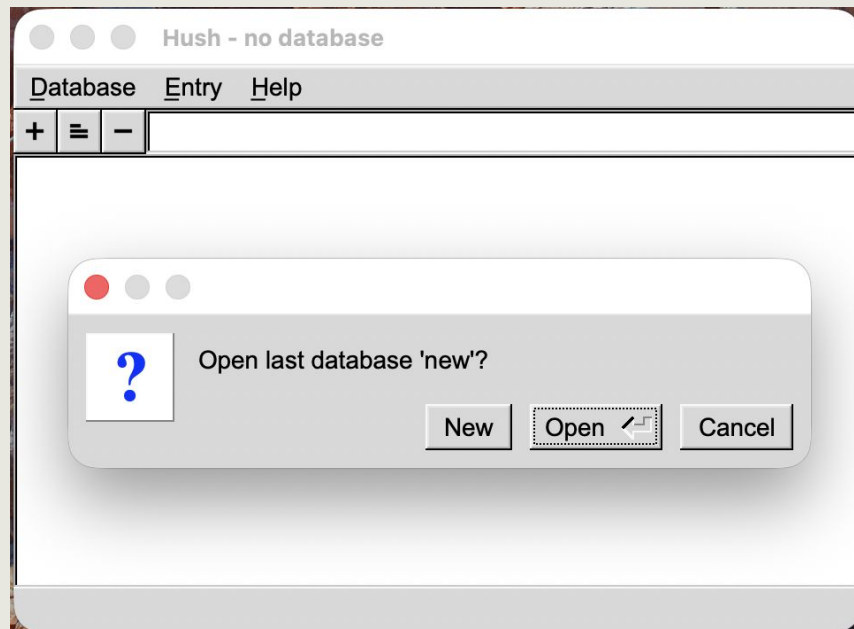 Hush - no database
Database Entry Help
+ -
?
Open last database 'new'?
New Open Cancel